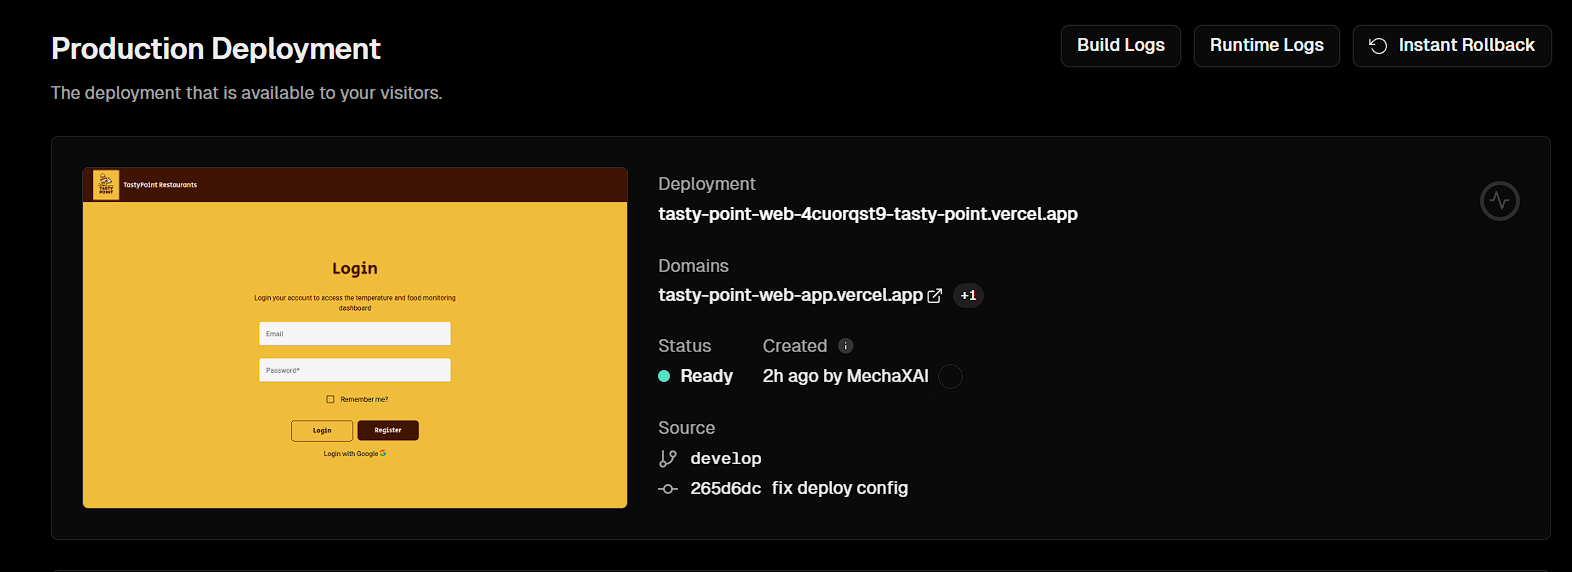 Production Deployment
Build Logs
Runtime Logs
Instant Rollback
The deployment that is available to your visitors.
TASTY
POINT
TastyPoint Restaurants
Login
Login your account to access the temperature and food monitoring
dashboard
Email
Password*
Remember me?
Login
Register
Login with Google
Deployment
tasty-point-web-4cuorqst9-tasty-point.vercel.app
Domains
tasty-point-web-app.vercel.app +1
Status
Created
Ready
2h ago by MechaXAI
Source
develop
265d6dc fix deploy config